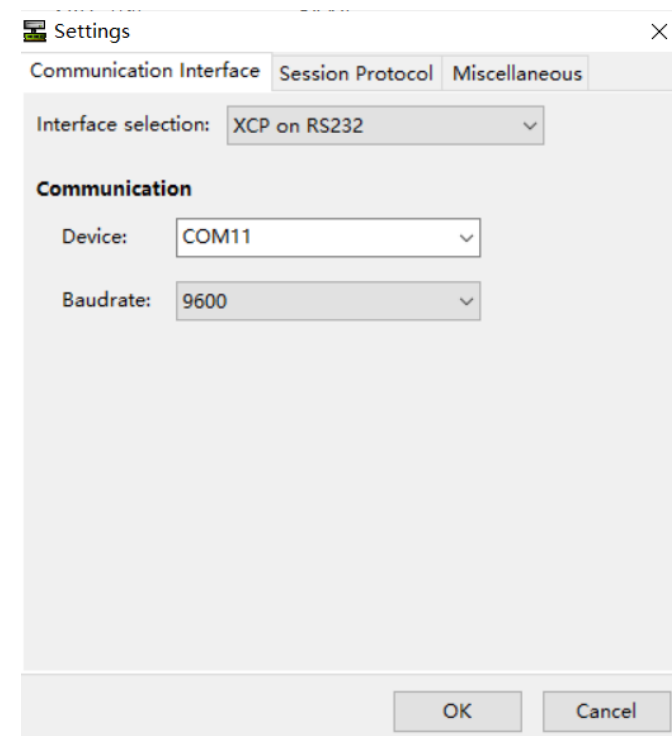 Settings
Communication Interface Session Protocol Miscellaneous
Interface selection: XCP on RS232
Communication
Device: COM11
Baudrate: 9600
OK Cancel